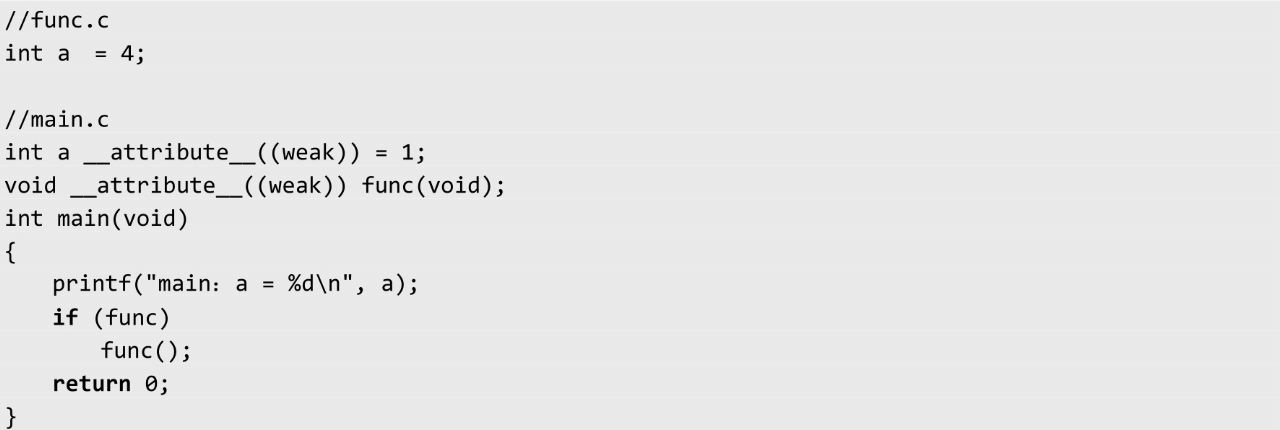 //func.c
int a  = 4;

//main.c
int a __attribute__((weak)) = 1;
void __attribute__((weak)) func(void);
int main(void)
{
    printf("main：a = %d\n", a);
    if (func)
        func();
    return 0;
}